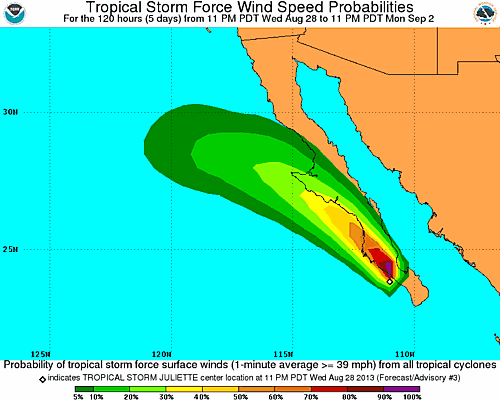 Tropical Storm Force Wind Speed Probabilities
For the 120 hours (5 days) from 11 PM PDT Wed Aug 28 to 11 PM PDT Mon Sep 2
30N
25N
125W 120W 115W 110W
Probability of tropical storm force surface winds (1-minute average >= 39 mph) from all tropical cyclones
indicates TROPICAL STORM JULIETTE center location at 11 PM PDT Wed Aug 28 2013 (Forecast/Advisory #3)
5% 10% 20% 30% 40% 50% 60% 70% 80% 90% 100%